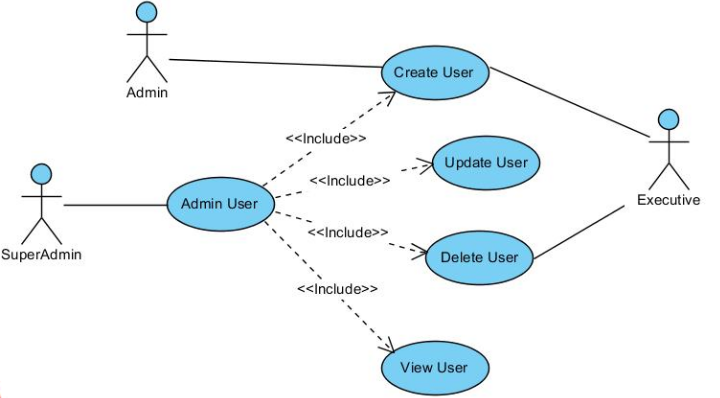 Admin
Create User
<<Include>>
Update User
<<Include>>
Executive
SuperAdmin
Admin User
<<Include>>
Delete User
<<Include>>
View User